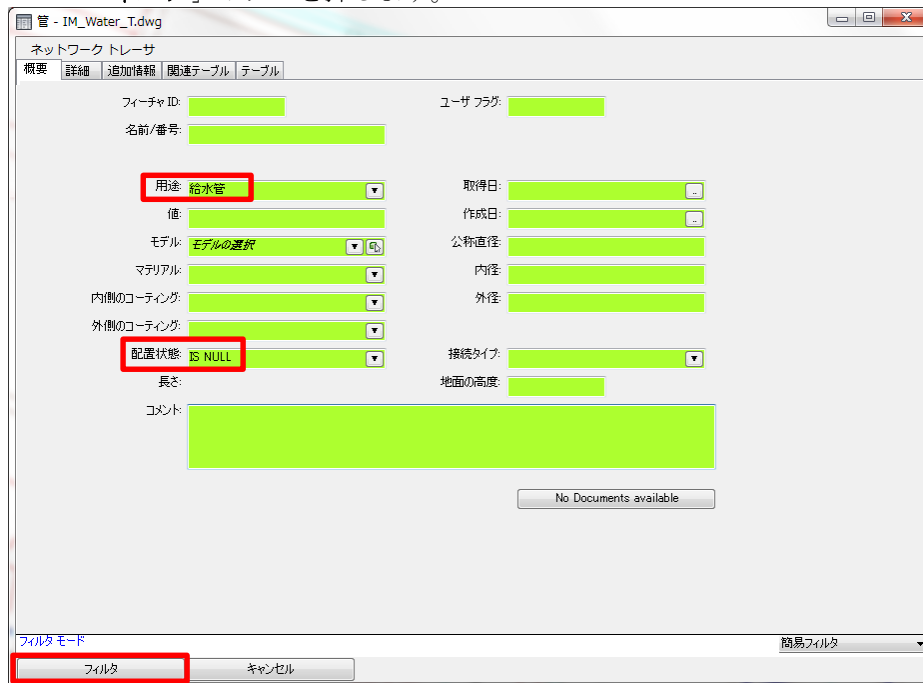 管 - IM_Water_T.dwg
ネットワーク トレーサ
概要 詳細 追加情報 関連テーブル テーブル
フィーチャ ID: ユーザ フラグ:
名前/番号:
用途: 給水管 取得日:
値: 作成日:
モデル: モデルの選択 公称直径:
マテリアル: 内径:
内側のコーティング: 外径:
外側のコーティング:
配置状態: IS NULL 接続タイプ:
長さ: 地面の高度:
コメント:
No Documents available
フィルタ モード 簡易フィルタ
フィルタ キャンセル